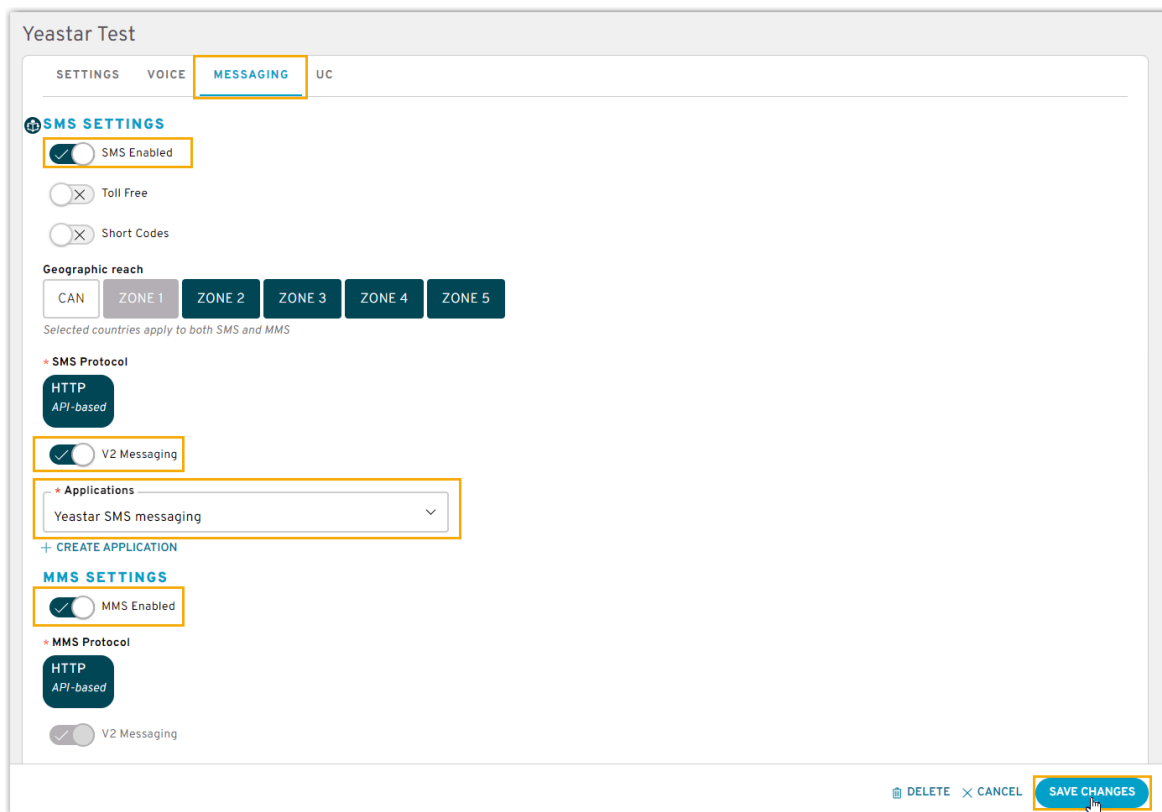 Yeastar Test
SETTINGS VOICE MESSAGING UC
SMS SETTINGS
SMS Enabled
Toll Free
Short Codes
Geographic reach
CAN ZONE 1 ZONE 2 ZONE 3 ZONE 4 ZONE 5
Selected countries apply to both SMS and MMS
* SMS Protocol
HTTP
API-based
V2 Messaging
* Applications
Yeastar SMS messaging
+ CREATE APPLICATION
MMS SETTINGS
MMS Enabled
* MMS Protocol
HTTP
API-based
V2 Messaging
DELETE CANCEL SAVE CHANGES